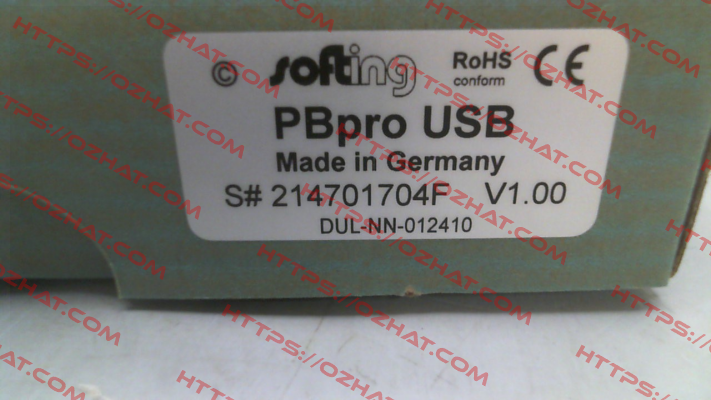 © softing RoHS conform CE
PBpro USB
Made in Germany
S# 214701704F V1.00
DUL-NN-012410
HTTPS://OZHAT.COM